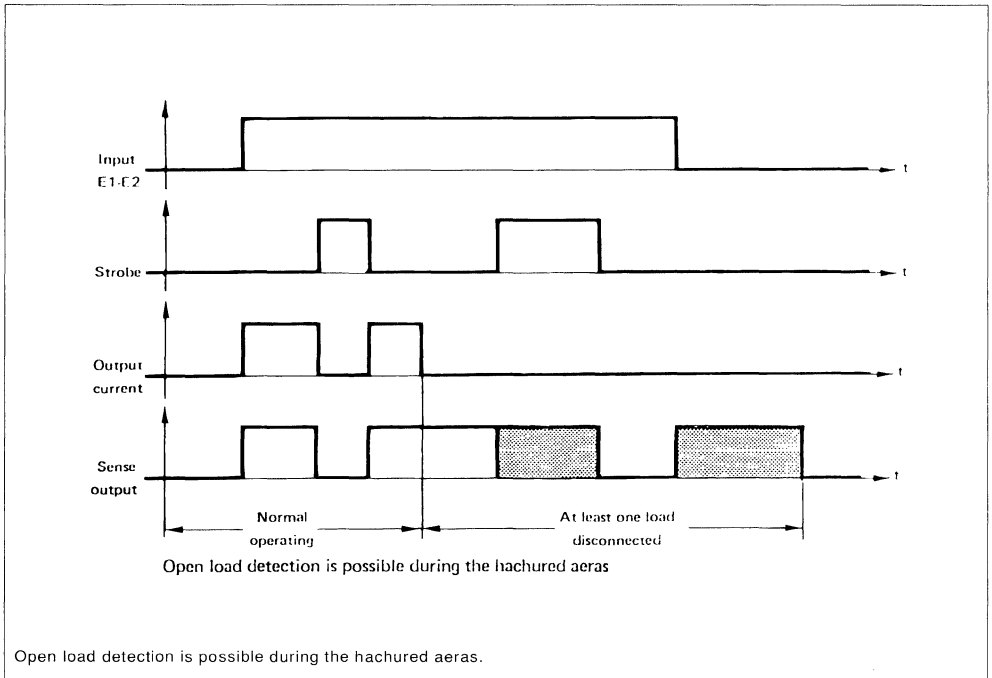 Input
E1-E2
t
Strobe
t
Output
current
t
Sense
output
t
Normal
operating
At least one load
disconnected
Open load detection is possible during the hachured aeras
Open load detection is possible during the hachured aeras.